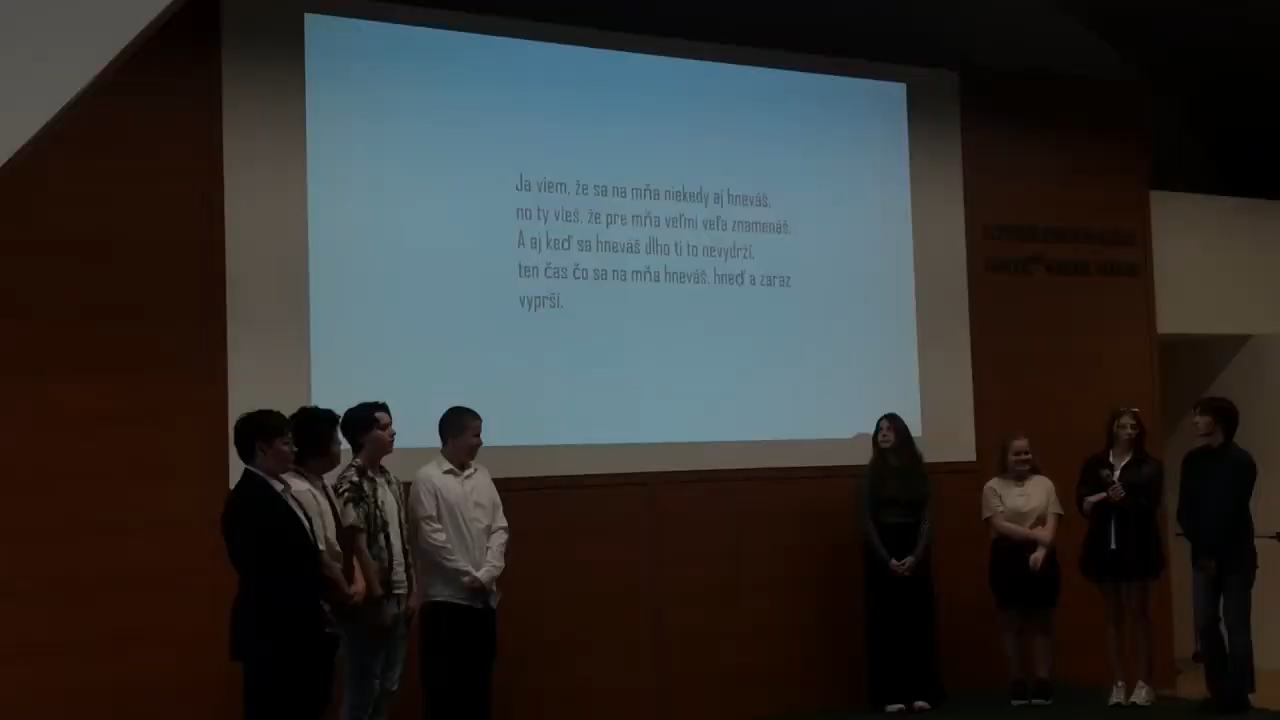 Ja viem, že sa na mňa niekedy aj hneváš,
no ty vieš, že pre mňa veľmi veľa znamenáš.
A aj keď sa hneváš dlho ti to nevydrží,
ten čas čo sa na mňa hneváš, hneď a zaraz
vyprší.